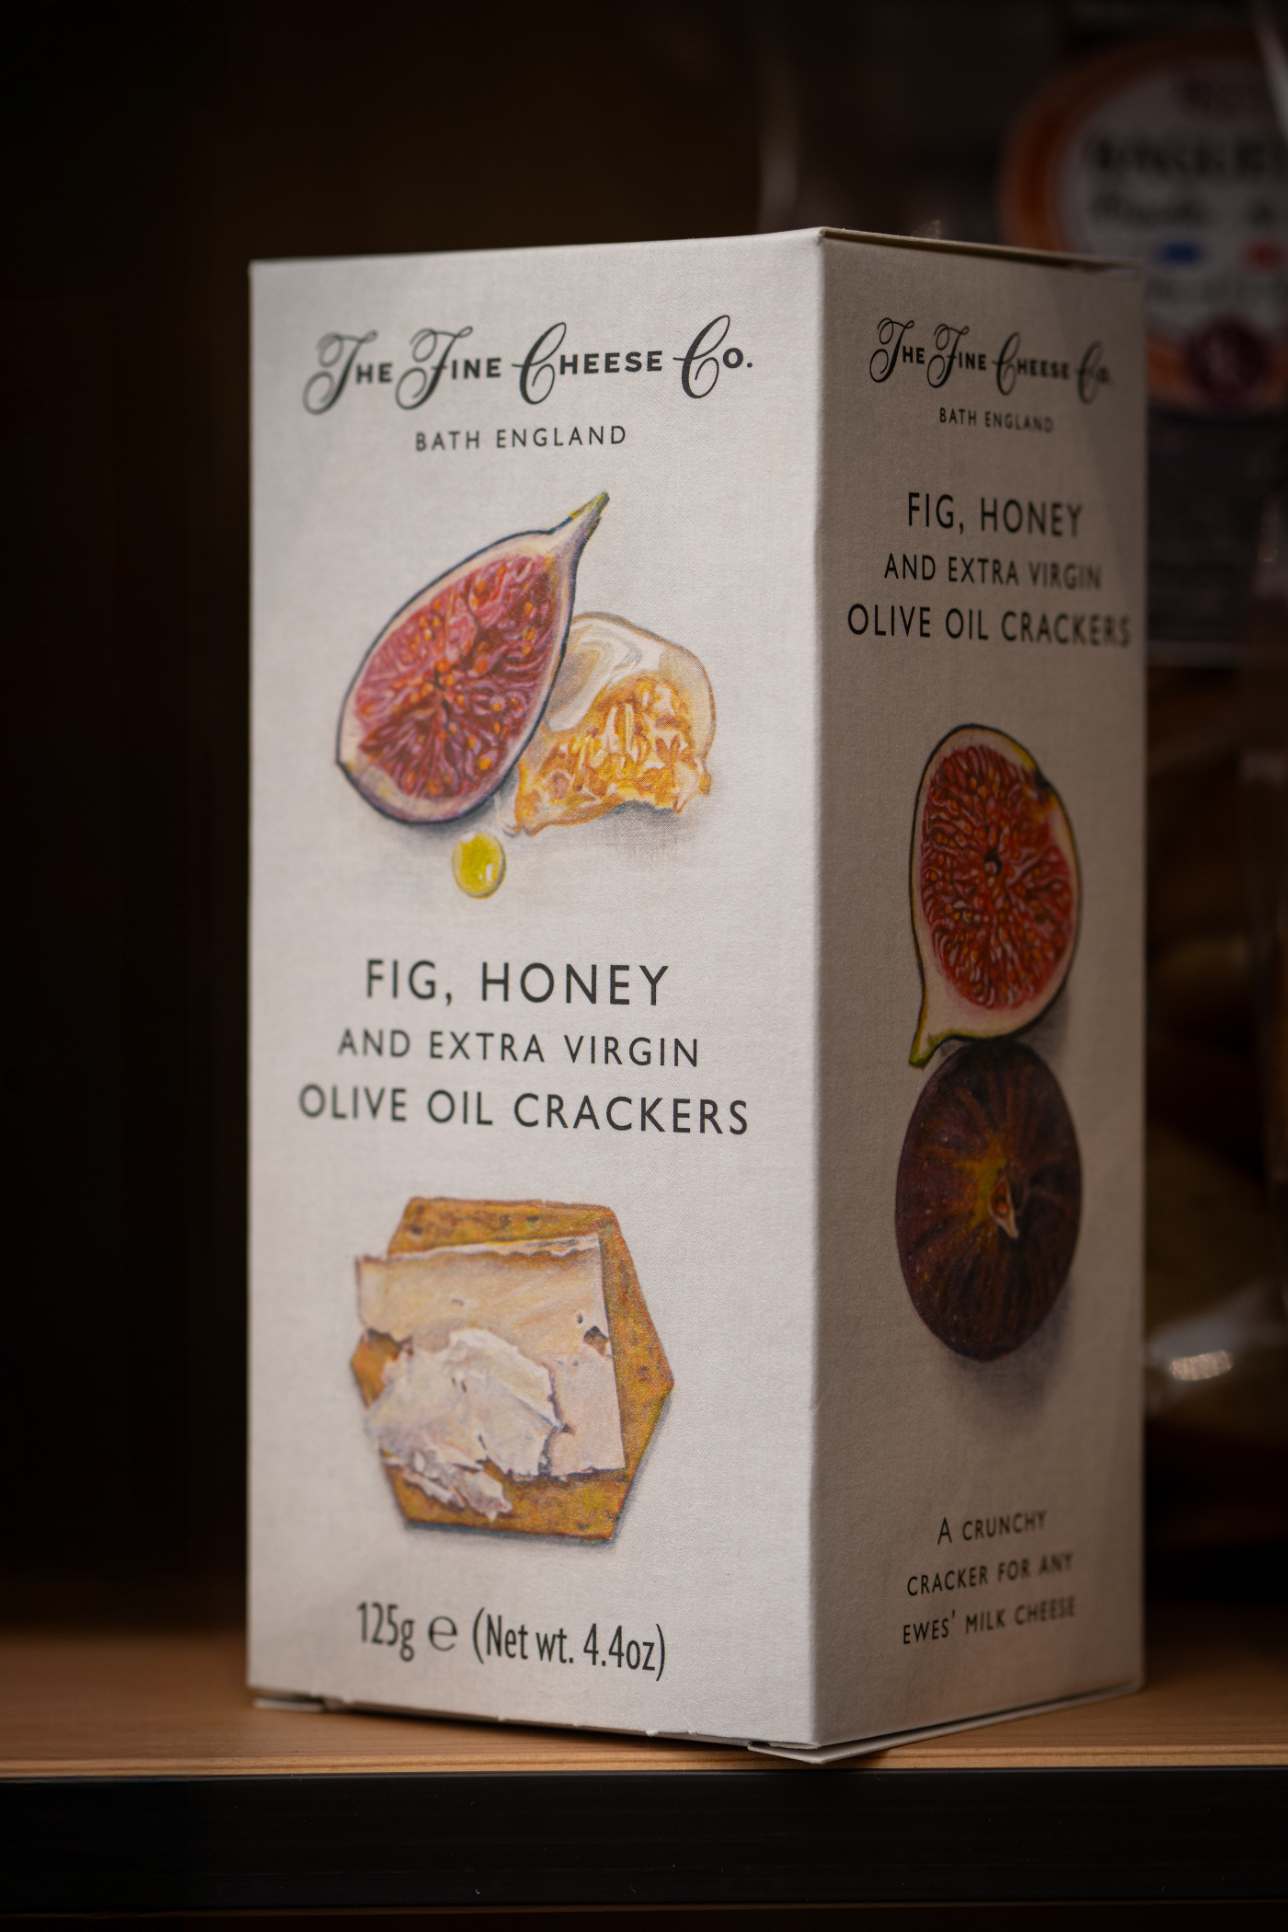 The Fine Cheese Co.
BATH ENGLAND
FIG, HONEY
AND EXTRA VIRGIN
OLIVE OIL CRACKERS
125g ℮ (Net wt. 4.4oz)
The Fine Cheese Co.
BATH ENGLAND
FIG, HONEY
AND EXTRA VIRGIN
OLIVE OIL CRACKERS
A CRUNCHY
CRACKER FOR ANY
EWES' MILK CHEESE